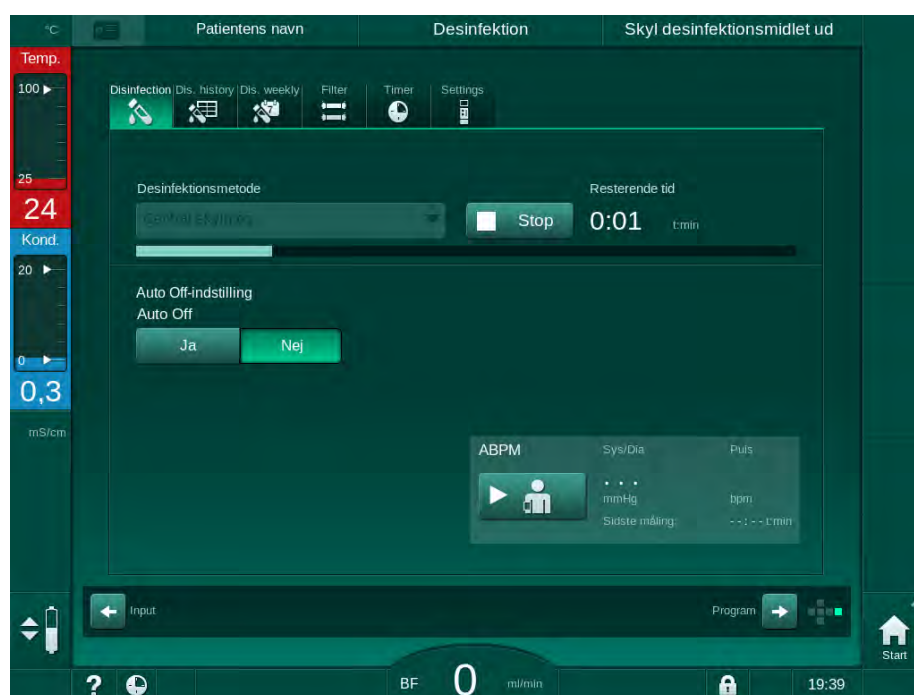 °C Patientens navn Desinfektion Skyl desinfektionsmidlet ud
Temp.
100
Disinfection Dis. history Dis. weekly Filter Timer Settings
7
25
24
Desinfektionsmetode
Resterende tid
Stop
0:01 t:min
Kond.
20
Auto Off-indstilling
Auto Off
Ja Nej
0
0,3
mS/cm
ABPM Sys/Dia Puls
. . .
mmHg bpm
Sidste måling: --:-- t:min
Input Program
Start
? BF 0 ml/min 19:39